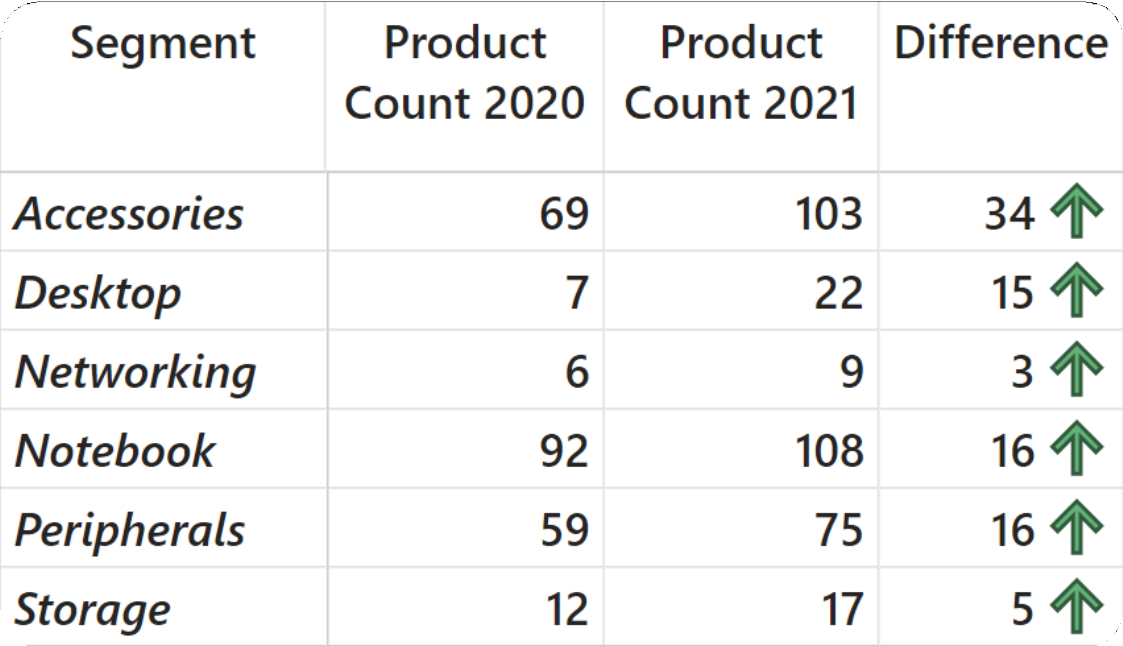 Segment Product Product Difference
Count 2020 Count 2021
Accessories 69 103 34
Desktop 7 22 15
Networking 6 9 3
Notebook 92 108 16
Peripherals 59 75 16
Storage 12 17 5